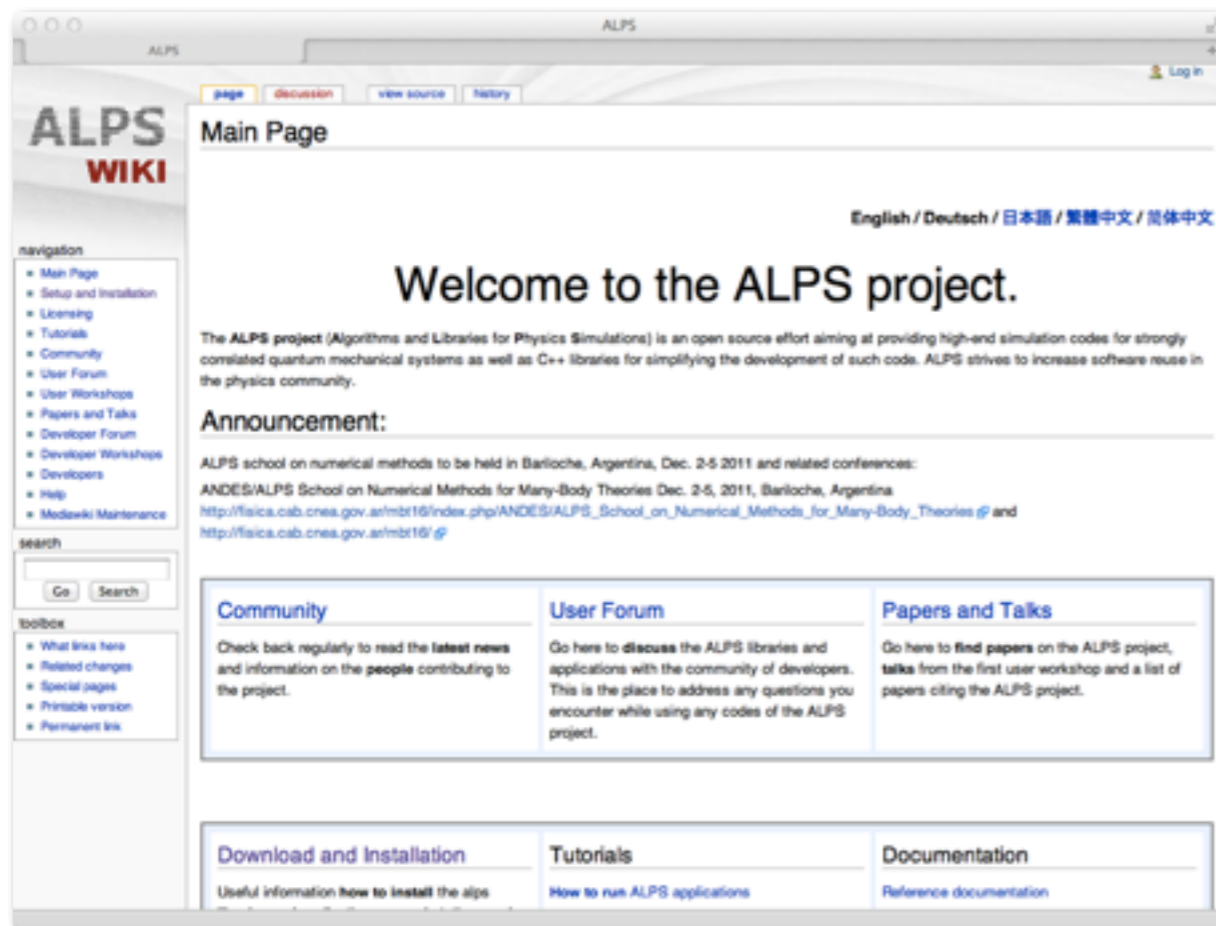 ALPS
ALPS
Log in
page discussion view source history
ALPS
WIKI
Main Page
English / Deutsch / 日本語 / 繁體中文 / 简体中文
navigation
Main Page
Setup and Installation
Licensing
Tutorials
Community
User Forum
User Workshops
Papers and Talks
Developer Forum
Developer Workshops
Developers
Help
Mediawiki Maintenance
search
Go Search
toolbox
What links here
Related changes
Special pages
Printable version
Permanent link
Welcome to the ALPS project.
The ALPS project (Algorithms and Libraries for Physics Simulations) is an open source effort aiming at providing high-end simulation codes for strongly
correlated quantum mechanical systems as well as C++ libraries for simplifying the development of such code. ALPS strives to increase software reuse in
the physics community.
Announcement:
ALPS school on numerical methods to be held in Bariloche, Argentina, Dec. 2-5 2011 and related conferences:
ANDES/ALPS School on Numerical Methods for Many-Body Theories Dec. 2-5, 2011, Bariloche, Argentina
http://fisica.cab.cnea.gov.ar/mbt16/index.php/ANDES/ALPS_School_on_Numerical_Methods_for_Many-Body_Theories and
http://fisica.cab.cnea.gov.ar/mbt16/
Community
Check back regularly to read the latest news
and information on the people contributing to
the project.
User Forum
Go here to discuss the ALPS libraries and
applications with the community of developers.
This is the place to address any questions you
encounter while using any codes of the ALPS
project.
Papers and Talks
Go here to find papers on the ALPS project,
talks from the first user workshop and a list of
papers citing the ALPS project.
Download and Installation
Useful information how to install the alps
Tutorials
How to run ALPS applications
Documentation
Reference documentation